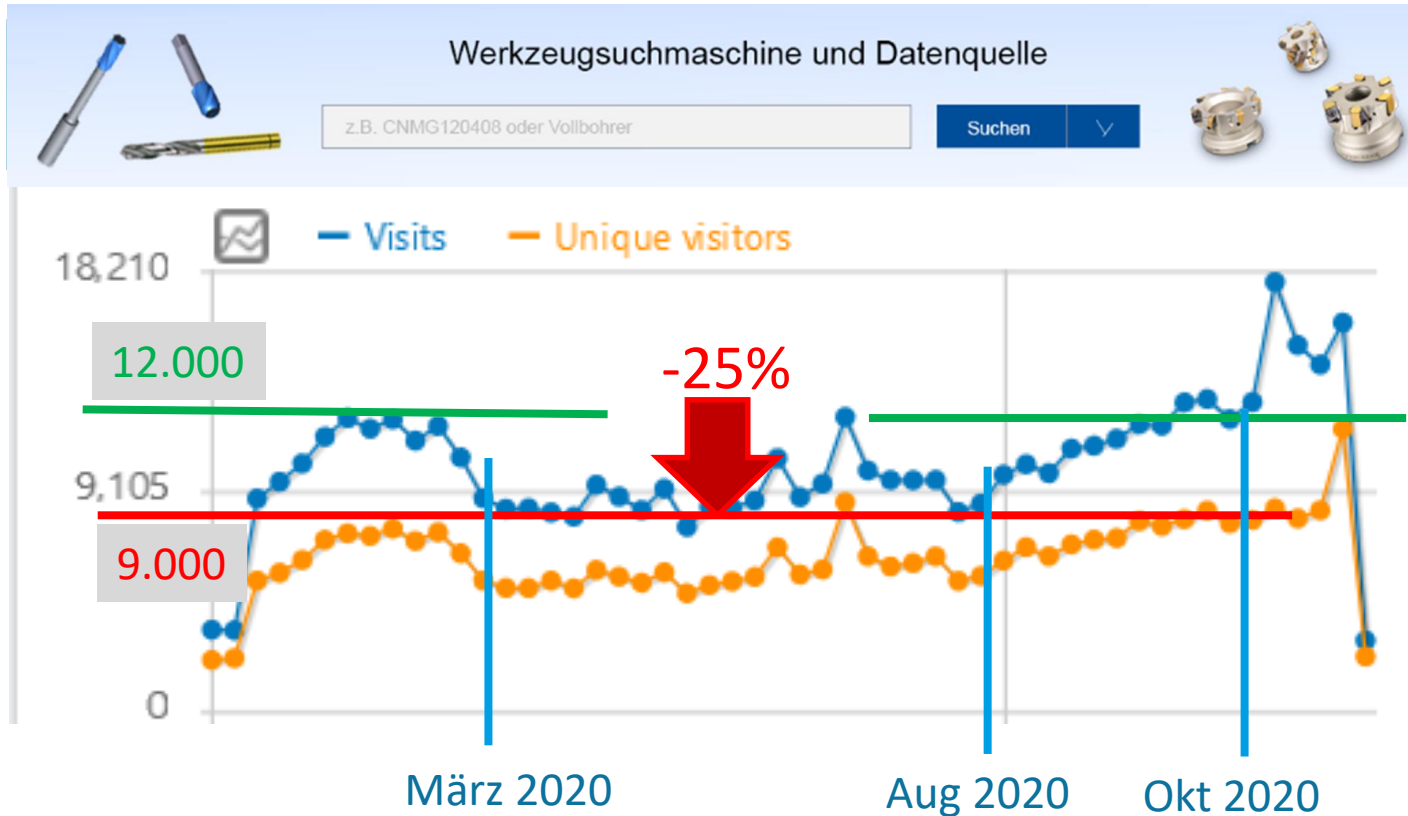 Werkzeugsuchmaschine und Datenquelle
z.B. CNMG120408 oder Vollbohrer
Suchen
Visits
Unique visitors
18,210
12.000
-25%
9,105
9.000
0
März 2020
Aug 2020
Okt 2020